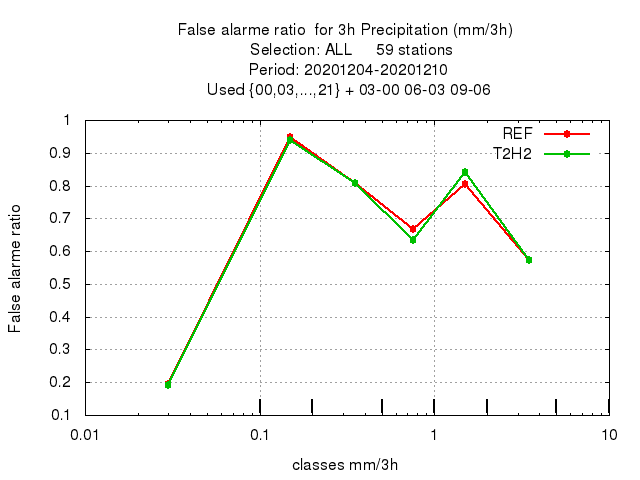 False alarme ratio  for 3h Precipitation (mm/3h)
Selection: ALL     59 stations
Period: 20201204-20201210
Used {00,03,...,21} + 03-00 06-03 09-06
REF
T2H2
1
0.9
0.8
0.7
0.6
0.5
0.4
0.3
0.2
0.1
False alarme ratio
0.01 0.1 1 10
classes mm/3h